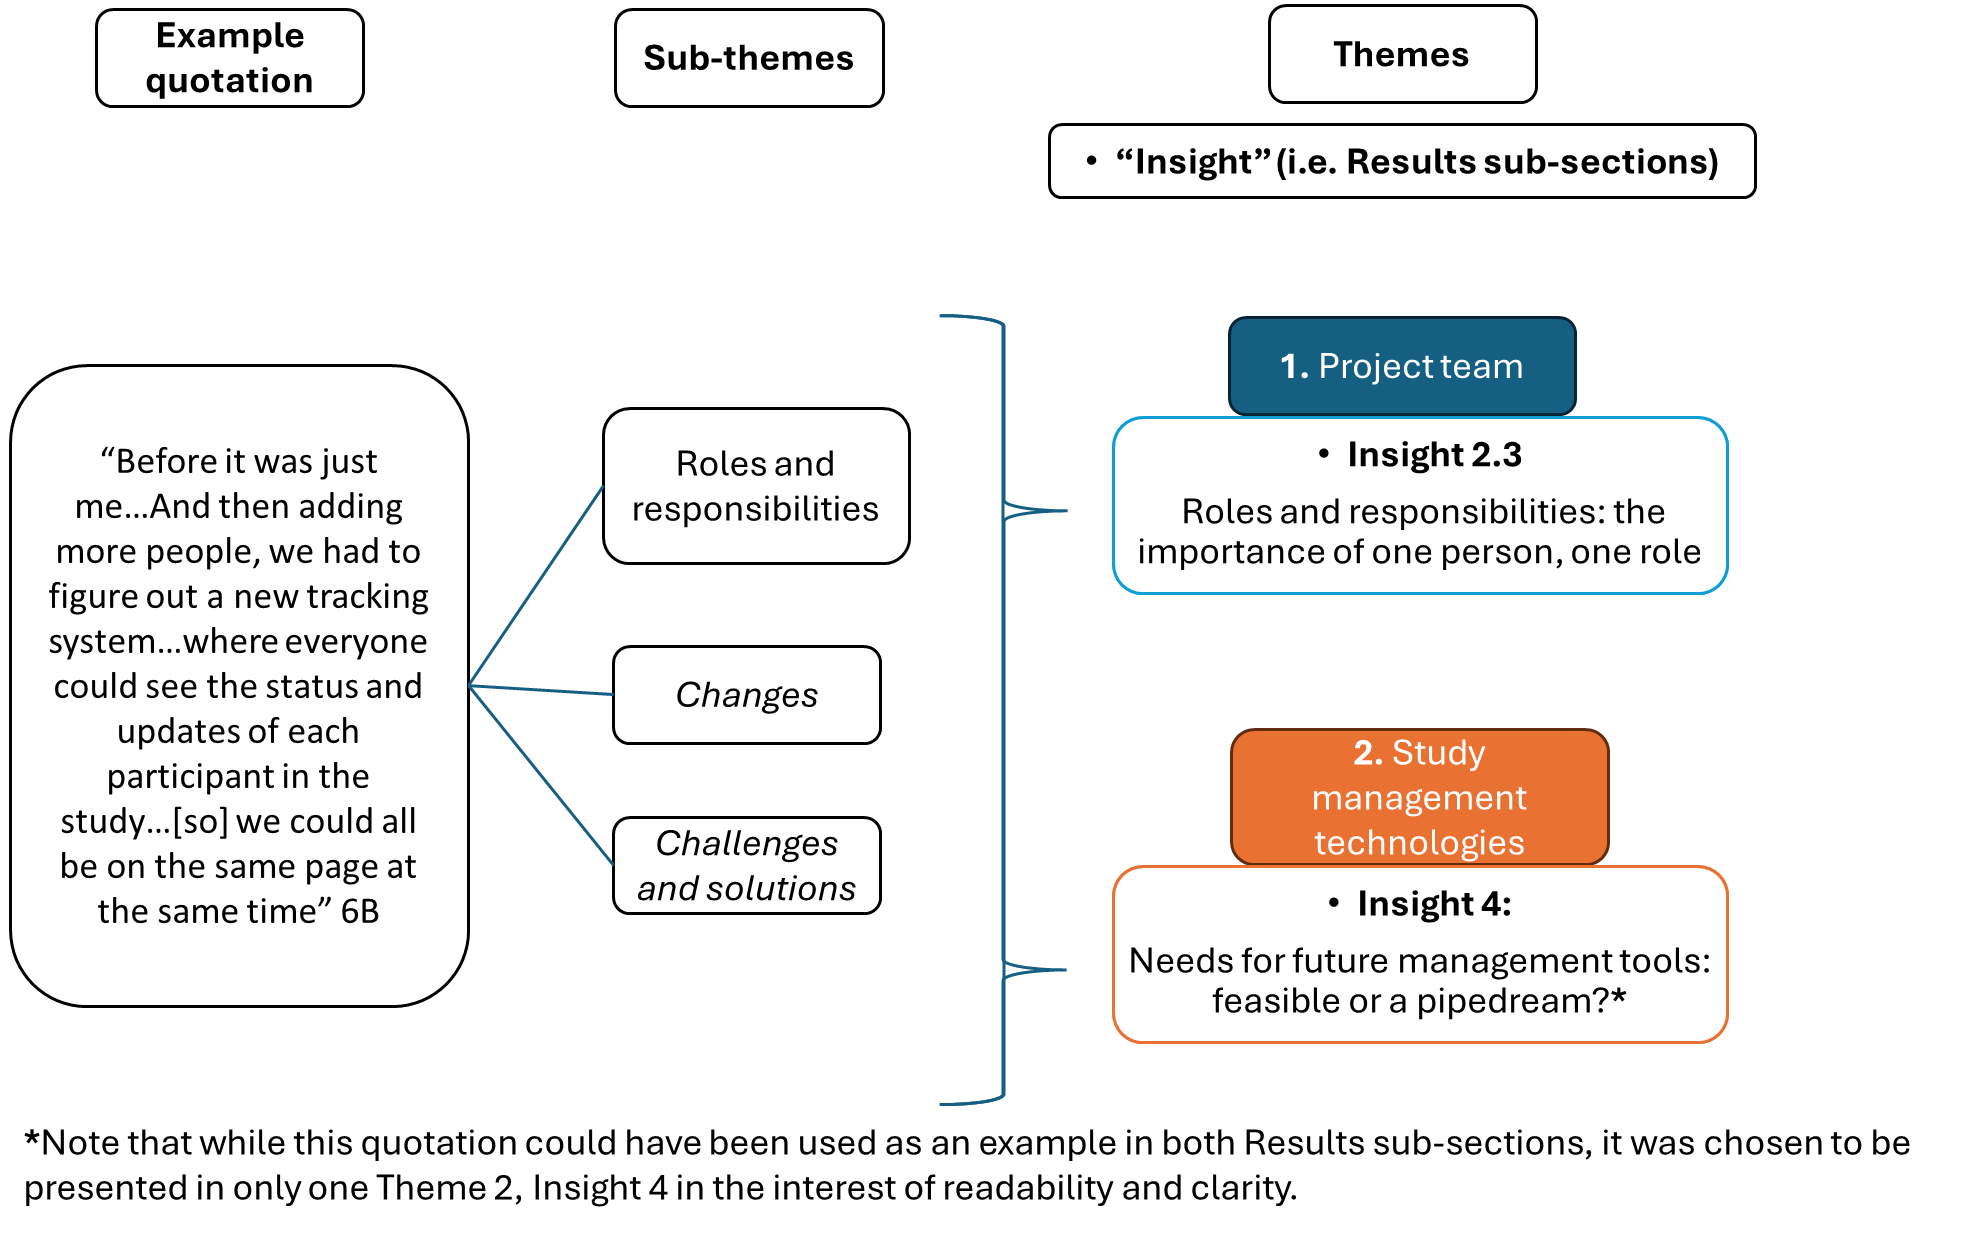 Example
quotation
Sub-themes
Themes
• “Insight” (i.e. Results sub-sections)
“Before it was just
me…And then adding
more people, we had to
figure out a new tracking
system…where everyone
could see the status and
updates of each
participant in the
study…[so] we could all
be on the same page at
the same time” 6B
Roles and
responsibilities
Changes
Challenges
and solutions
1. Project team
• Insight 2.3
Roles and responsibilities: the
importance of one person, one role
2. Study
management
technologies
• Insight 4:
Needs for future management tools:
feasible or a pipedream?*
*Note that while this quotation could have been used as an example in both Results sub-sections, it was chosen to be
presented in only one Theme 2, Insight 4 in the interest of readability and clarity.